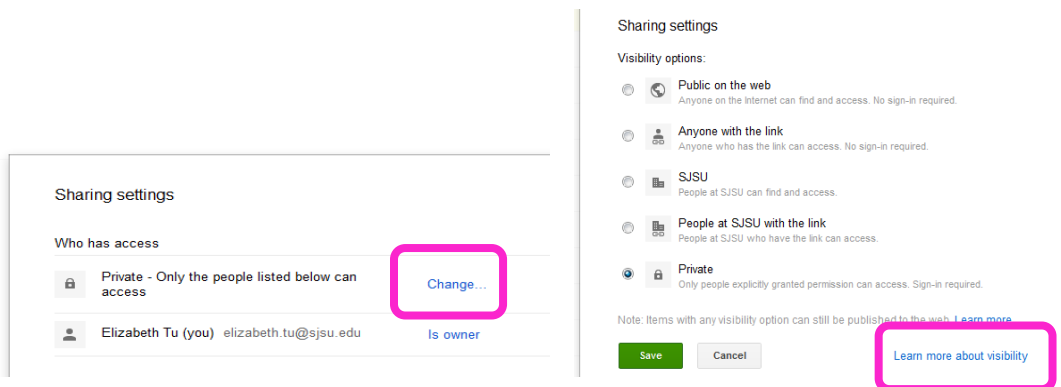 Sharing settings
Who has access
Private - Only the people listed below can
access
Change...
Elizabeth Tu (you) elizabeth.tu@sjsu.edu
Is owner
Sharing settings
Visibility options:
Public on the web
Anyone on the Internet can find and access. No sign-in required.
Anyone with the link
Anyone who has the link can access. No sign-in required.
SJSU
People at SJSU can find and access.
People at SJSU with the link
People at SJSU who have the link can access.
Private
Only people explicitly granted permission can access. Sign-in required.
Note: Items with any visibility option can still be published to the web. Learn more
Save
Cancel
Learn more about visibility